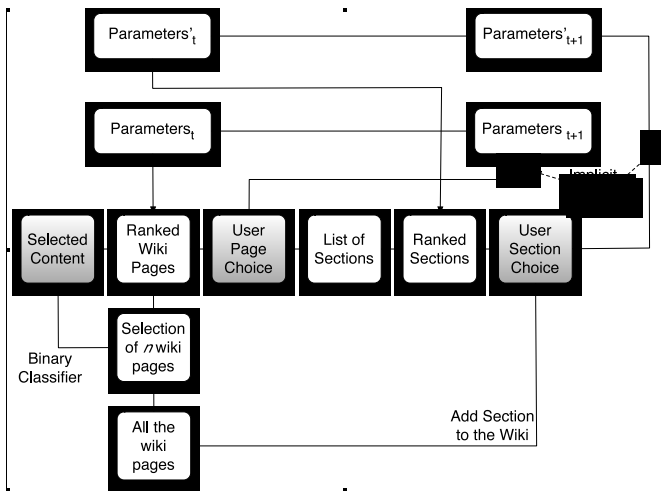 Parameters't
Parameters't+1
Parameterst
Parameters t+1
Implicit
Selected
Content
Ranked
Wiki
Pages
User
Page
Choice
List of
Sections
Ranked
Sections
User
Section
Choice
Selection
of n wiki
pages
Binary
Classifier
All the
wiki
pages
Add Section
to the Wiki